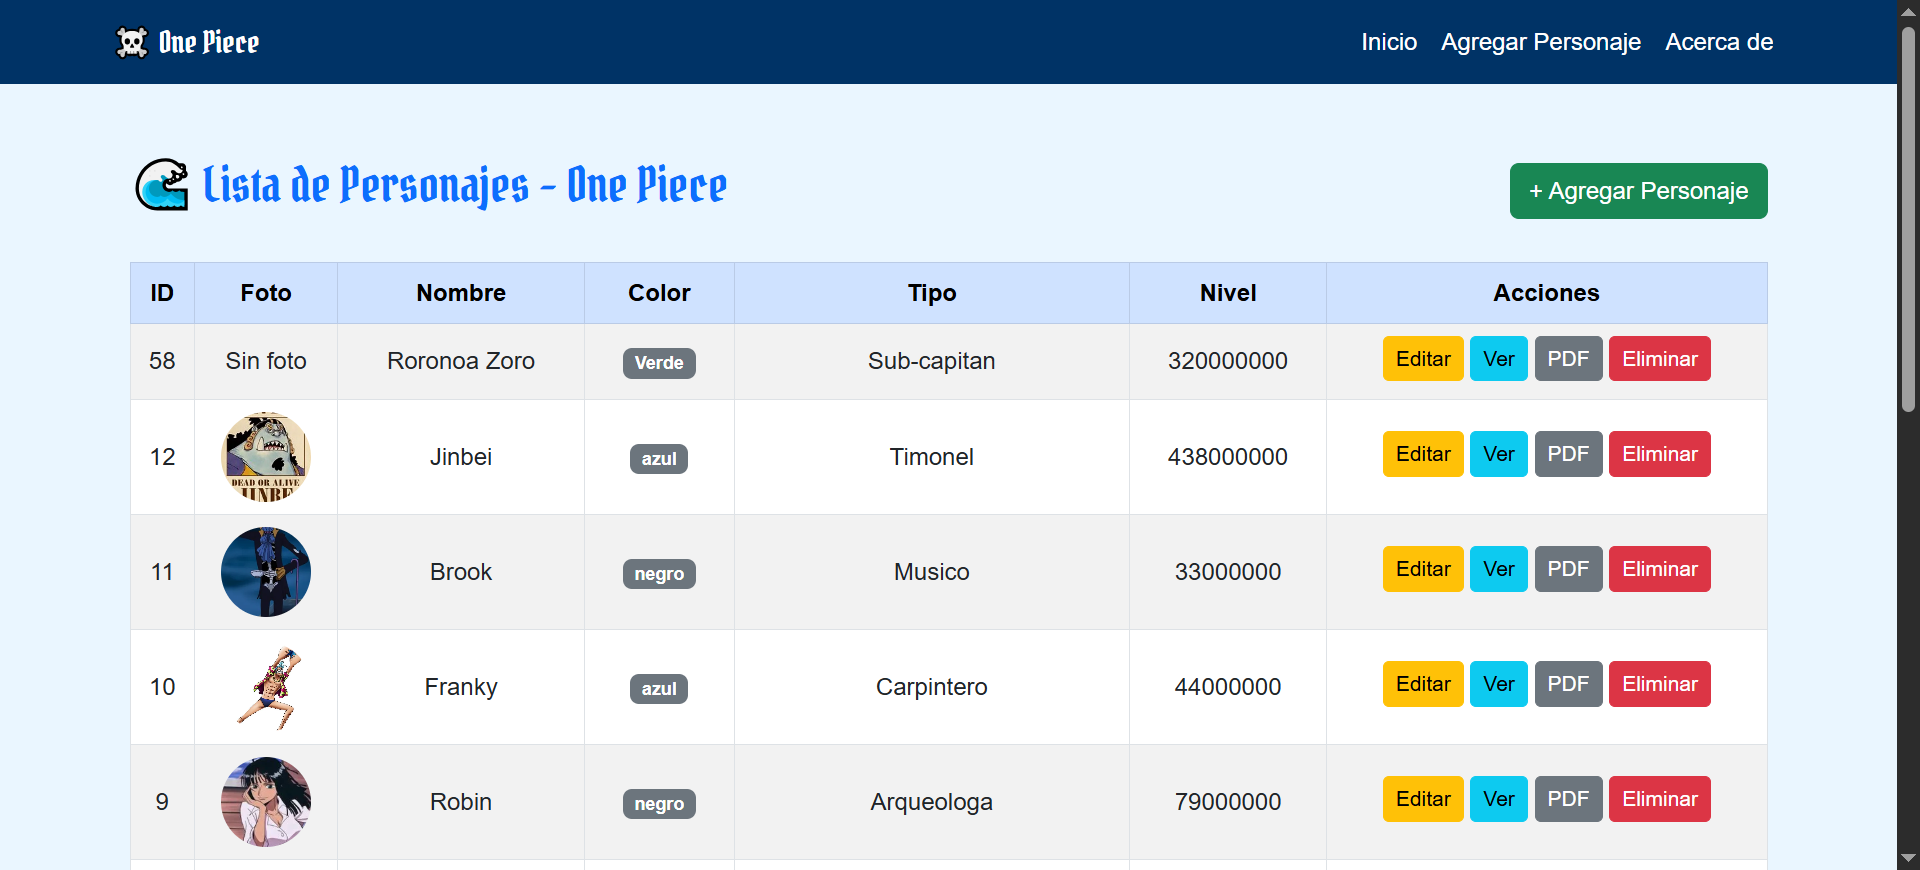 One Piece
Inicio Agregar Personaje Acerca de
Lista de Personajes - One Piece
+ Agregar Personaje
ID Foto Nombre Color Tipo Nivel Acciones
58 Sin foto Roronoa Zoro Verde Sub-capitan 320000000 Editar Ver PDF Eliminar
12 Jinbei azul Timonel 438000000 Editar Ver PDF Eliminar
DEAD OR ALIVE
11 Brook negro Musico 33000000 Editar Ver PDF Eliminar
10 Franky azul Carpintero 44000000 Editar Ver PDF Eliminar
9 Robin negro Arqueologa 79000000 Editar Ver PDF Eliminar